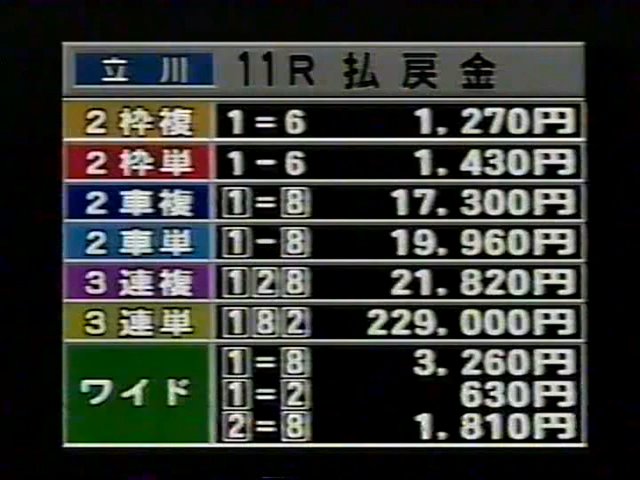 立川 11R 払戻金
2枠複 1=6 1,270円
2枠単 1-6 1,430円
2車複 1=8 17,300円
2車単 1-8 19,960円
3連複 128 21,820円
3連単 182 229,000円
ワイド 1=8 3,260円
1=2 630円
2=8 1,810円